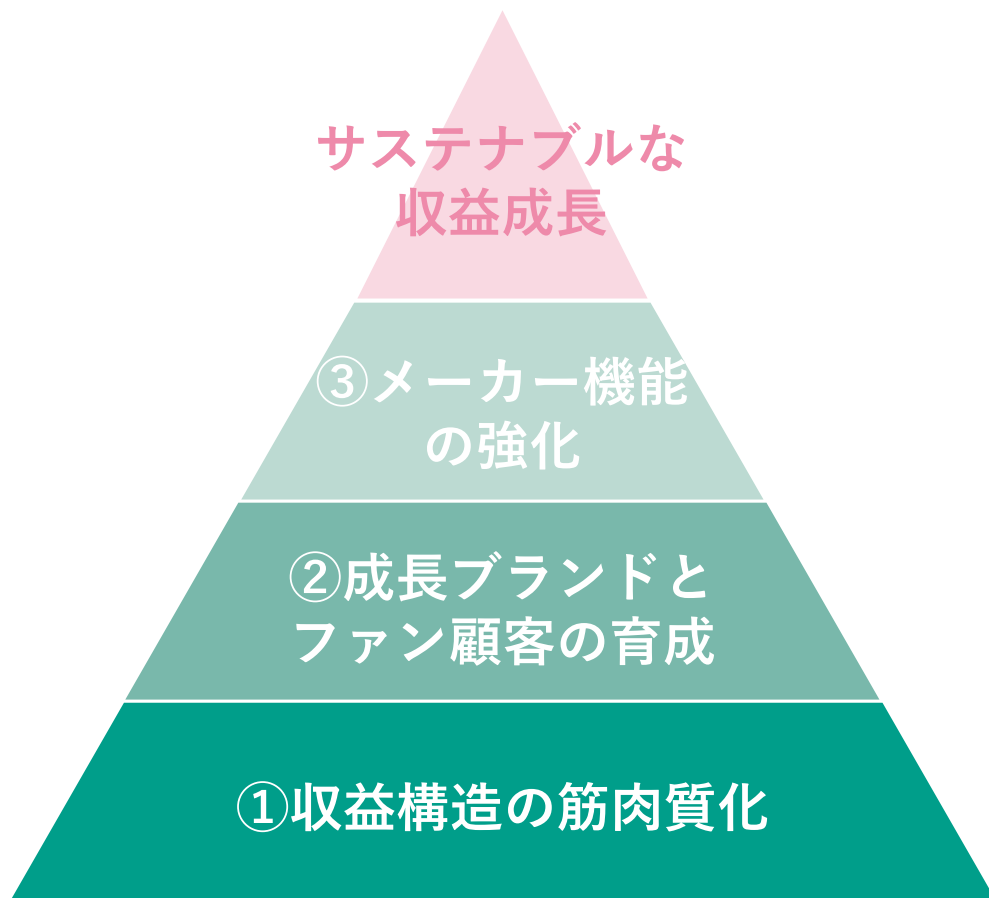 サステナブルな
収益成長
③メーカー機能
の強化
②成長ブランドと
ファン顧客の育成
①収益構造の筋肉質化